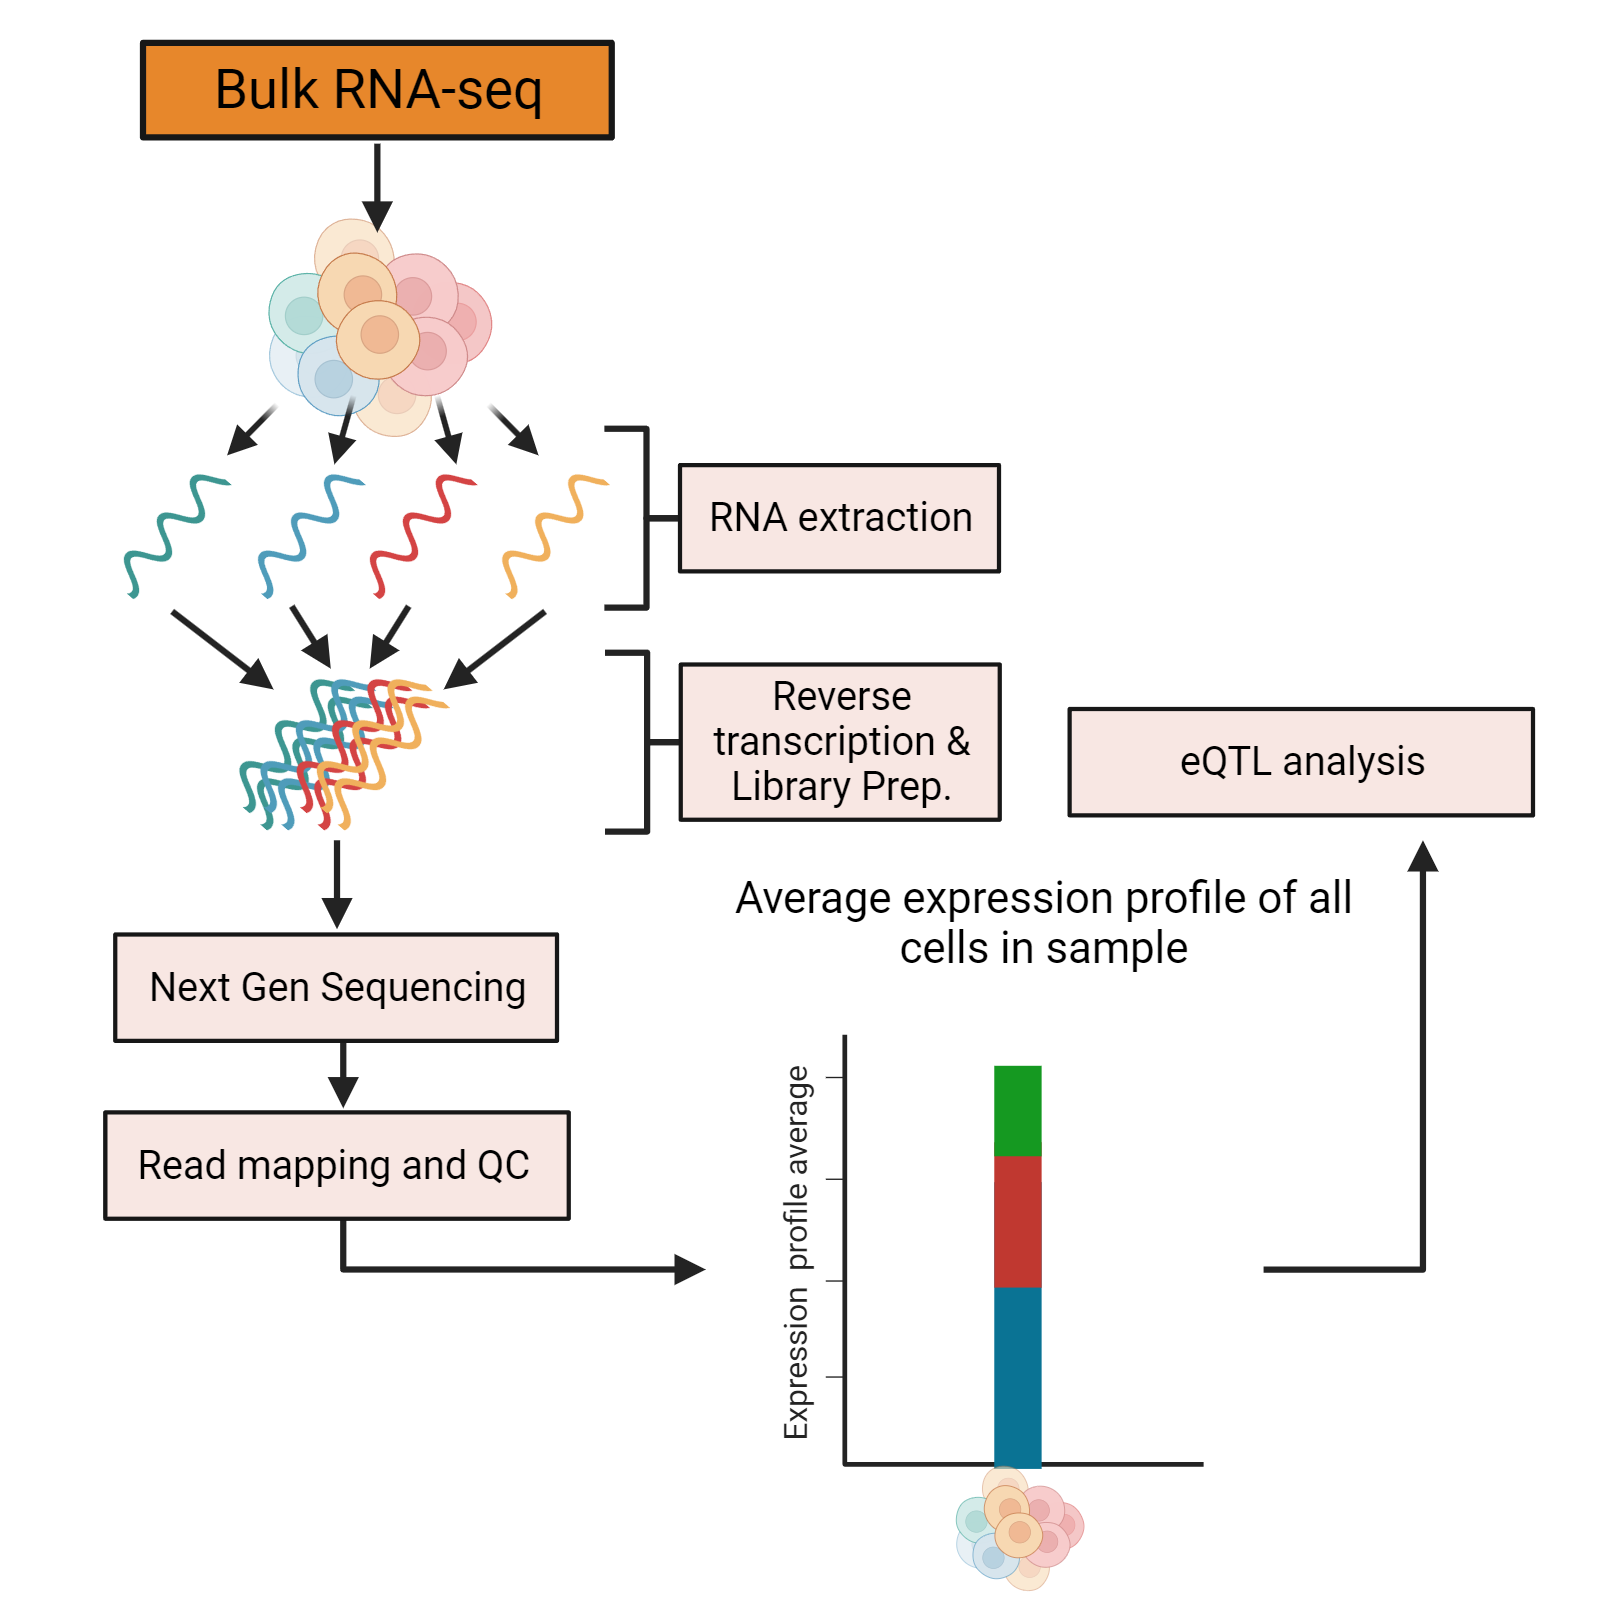 Bulk RNA-seq
RNA extraction
Reverse
transcription &
Library Prep.
Next Gen Sequencing
Read mapping and QC
Average expression profile of all
cells in sample
Expression profile average
eQTL analysis